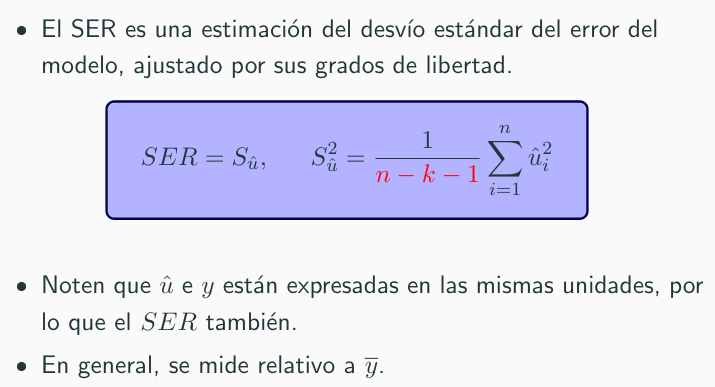 • El SER es una estimación del desvío estándar del error del
modelo, ajustado por sus grados de libertad.
$SER = S_{\hat{u}}, \quad S_{\hat{u}}^2 = \frac{1}{n-k-1} \sum_{i=1}^{n} \hat{u}_i^2$
• Noten que $\hat{u}$ e $y$ están expresadas en las mismas unidades, por
lo que el $SER$ también.
• En general, se mide relativo a $\overline{y}$.